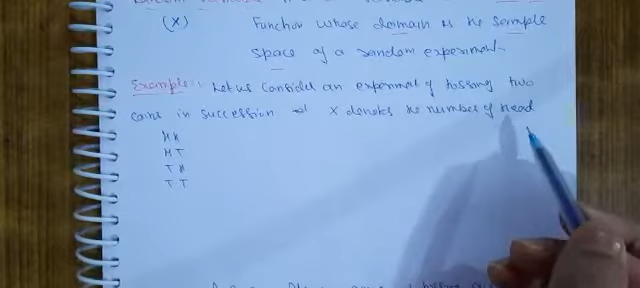 (X) Function whose domain is the sample
space of a random experiment.
Example: Let us consider an experiment of tossing two
coins in succession X denotes the number of head
HH
HT
TH
TT